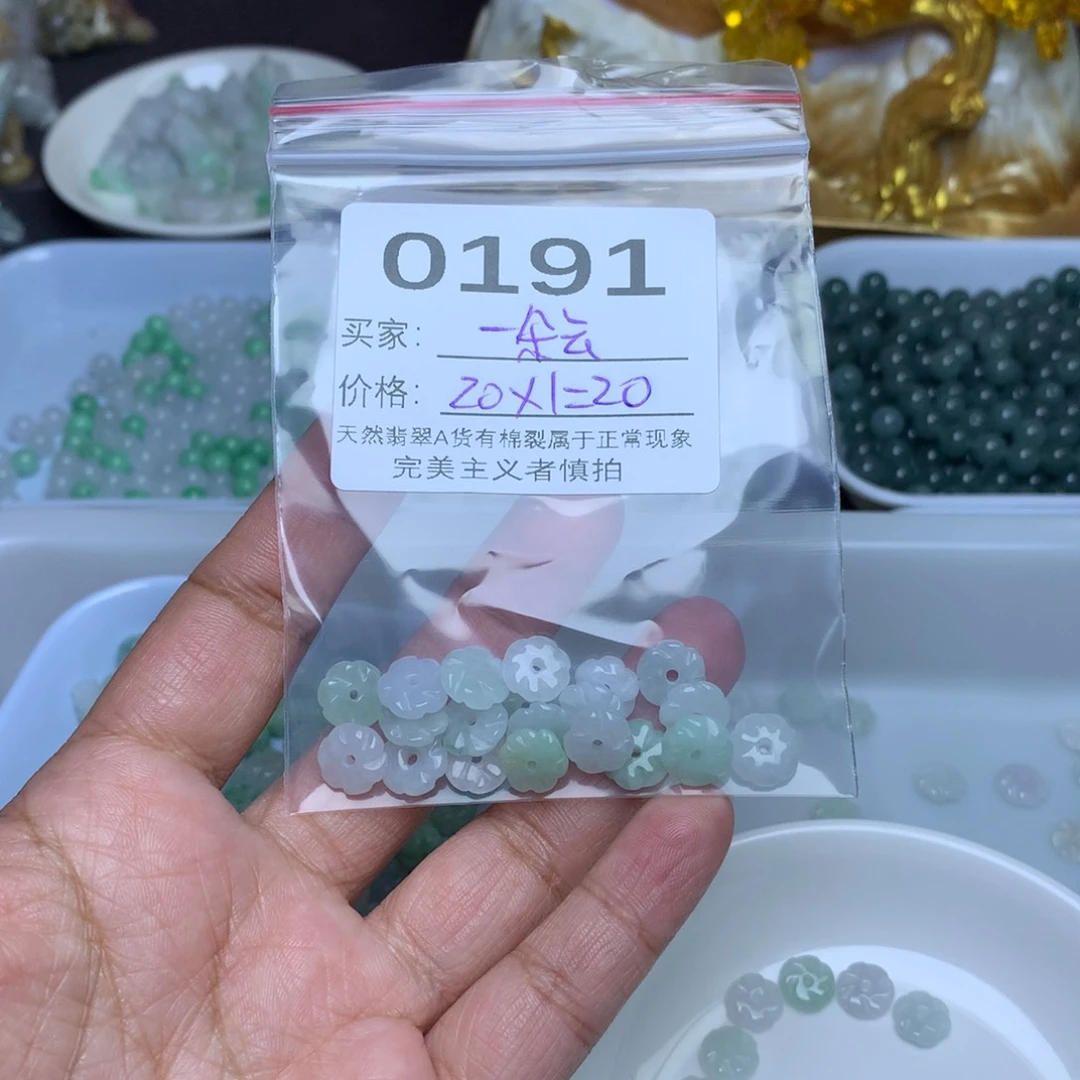 0191
买家: 一朵云
价格: 20X1=20
天然翡翠A货有棉裂属于正常现象
完美主义者慎拍